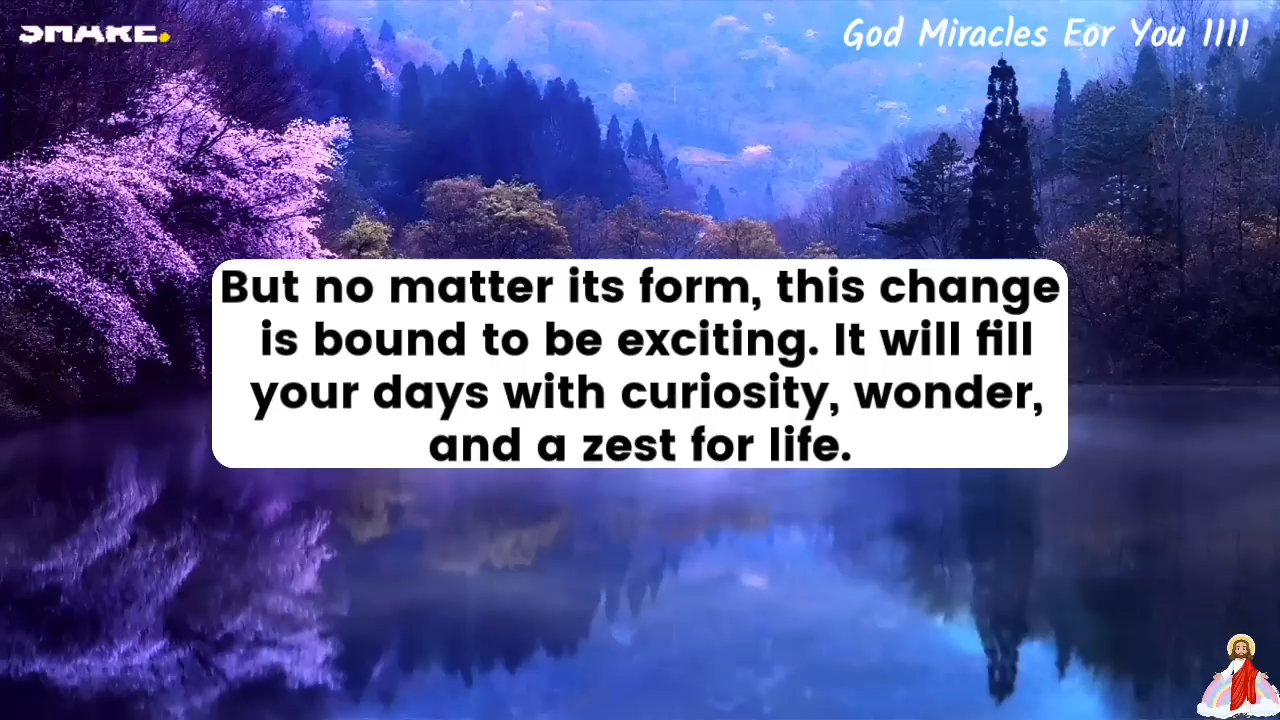 God Miracles For You 1111
But no matter its form, this change
is bound to be exciting. It will fill
your days with curiosity, wonder,
and a zest for life.